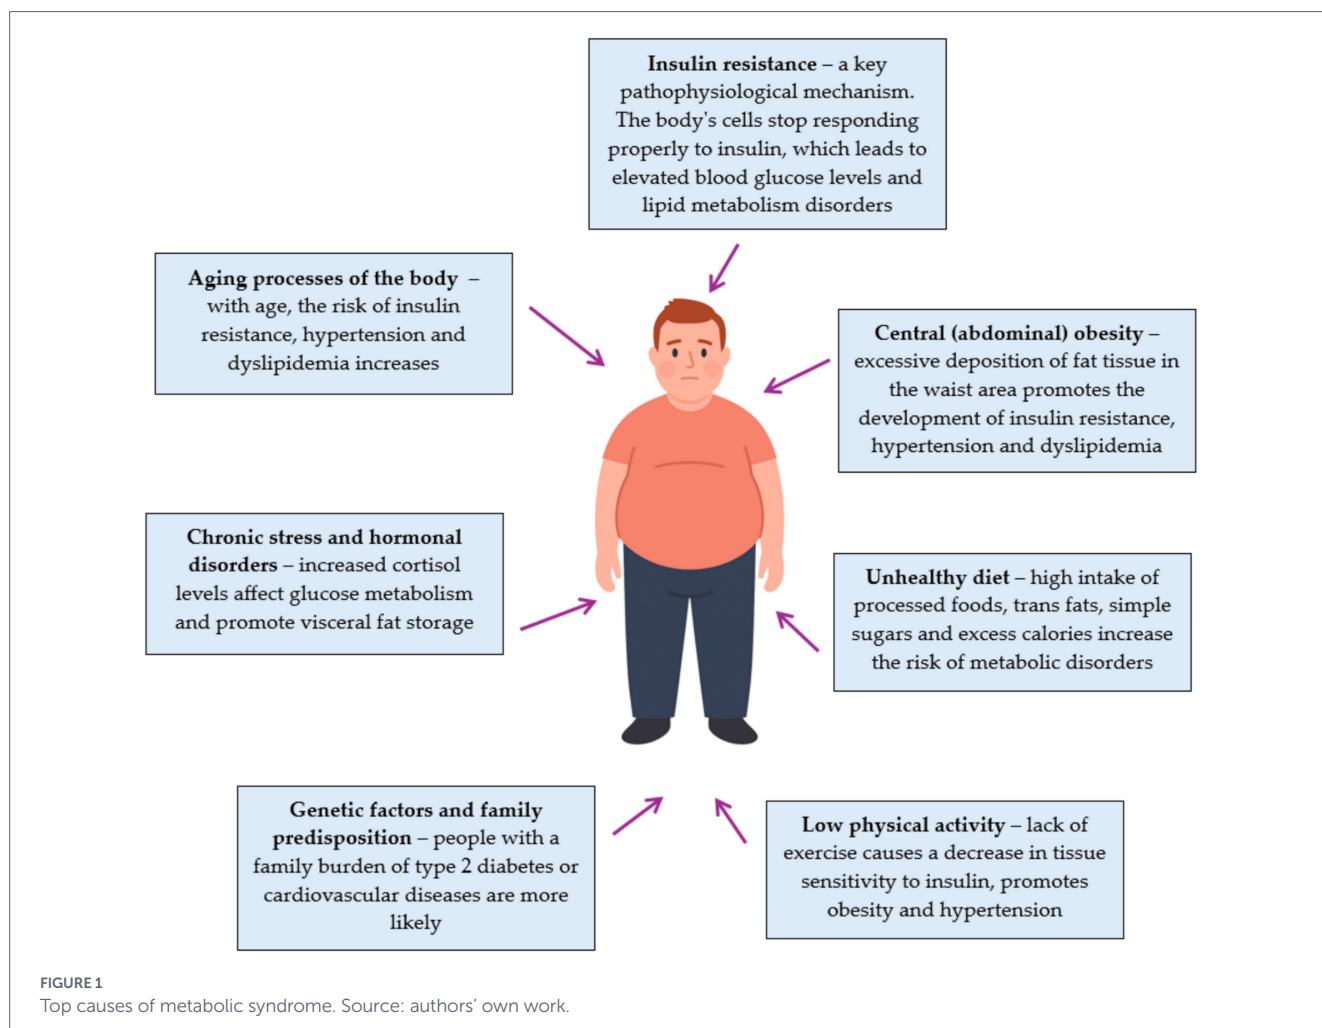 Insulin resistance – a key
pathophysiological mechanism.
The body's cells stop responding
properly to insulin, which leads to
elevated blood glucose levels and
lipid metabolism disorders
Aging processes of the body –
with age, the risk of insulin
resistance, hypertension and
dyslipidemia increases
Central (abdominal) obesity –
excessive deposition of fat tissue in
the waist area promotes the
development of insulin resistance,
hypertension and dyslipidemia
Chronic stress and hormonal
disorders – increased cortisol
levels affect glucose metabolism
and promote visceral fat storage
Unhealthy diet – high intake of
processed foods, trans fats, simple
sugars and excess calories increase
the risk of metabolic disorders
Genetic factors and family
predisposition – people with a
family burden of type 2 diabetes or
cardiovascular diseases are more
likely
Low physical activity – lack of
exercise causes a decrease in tissue
sensitivity to insulin, promotes
obesity and hypertension
FIGURE 1
Top causes of metabolic syndrome. Source: authors' own work.